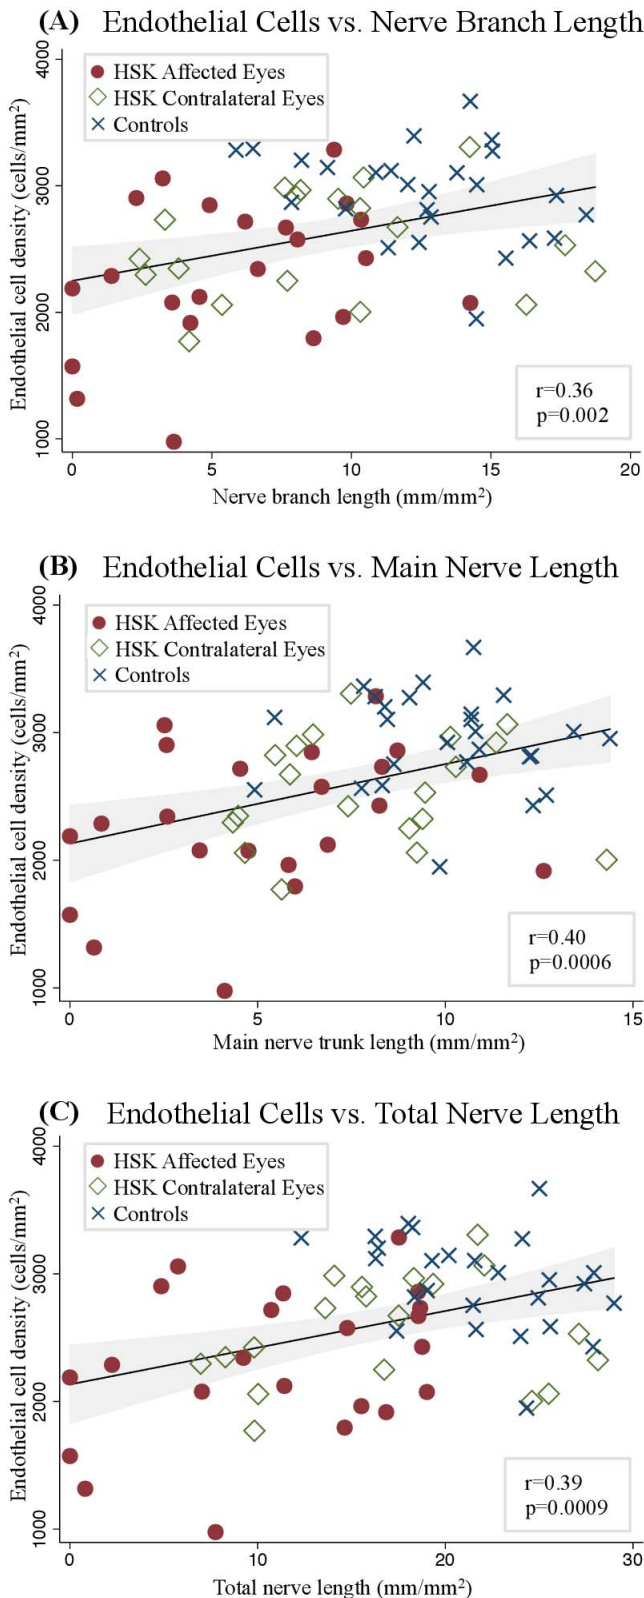 (A) Endothelial Cells vs. Nerve Branch Length
4000
HSK Affected Eyes
HSK Contralateral Eyes
Controls
3000
2000
1000
Endothelial cell density (cells/mm²)
r=0.36
p=0.002
0 5 10 15 20
Nerve branch length (mm/mm²)
(B) Endothelial Cells vs. Main Nerve Length
4000
HSK Affected Eyes
HSK Contralateral Eyes
Controls
3000
2000
1000
Endothelial cell density (cells/mm²)
r=0.40
p=0.0006
0 5 10 15
Main nerve trunk length (mm/mm²)
(C) Endothelial Cells vs. Total Nerve Length
4000
HSK Affected Eyes
HSK Contralateral Eyes
Controls
3000
2000
1000
Endothelial cell density (cells/mm²)
r=0.39
p=0.0009
0 10 20 30
Total nerve length (mm/mm²)